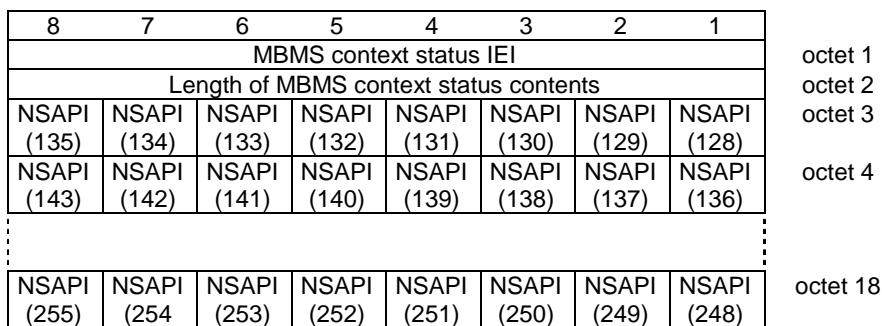 8 7 6 5 4 3 2 1
MBMS context status IEI octet 1
Length of MBMS context status contents octet 2
NSAPI NSAPI NSAPI NSAPI NSAPI NSAPI NSAPI NSAPI octet 3
(135) (134) (133) (132) (131) (130) (129) (128)
NSAPI NSAPI NSAPI NSAPI NSAPI NSAPI NSAPI NSAPI octet 4
(143) (142) (141) (140) (139) (138) (137) (136)
NSAPI NSAPI NSAPI NSAPI NSAPI NSAPI NSAPI NSAPI octet 18
(255) (254 (253) (252) (251) (250) (249) (248)